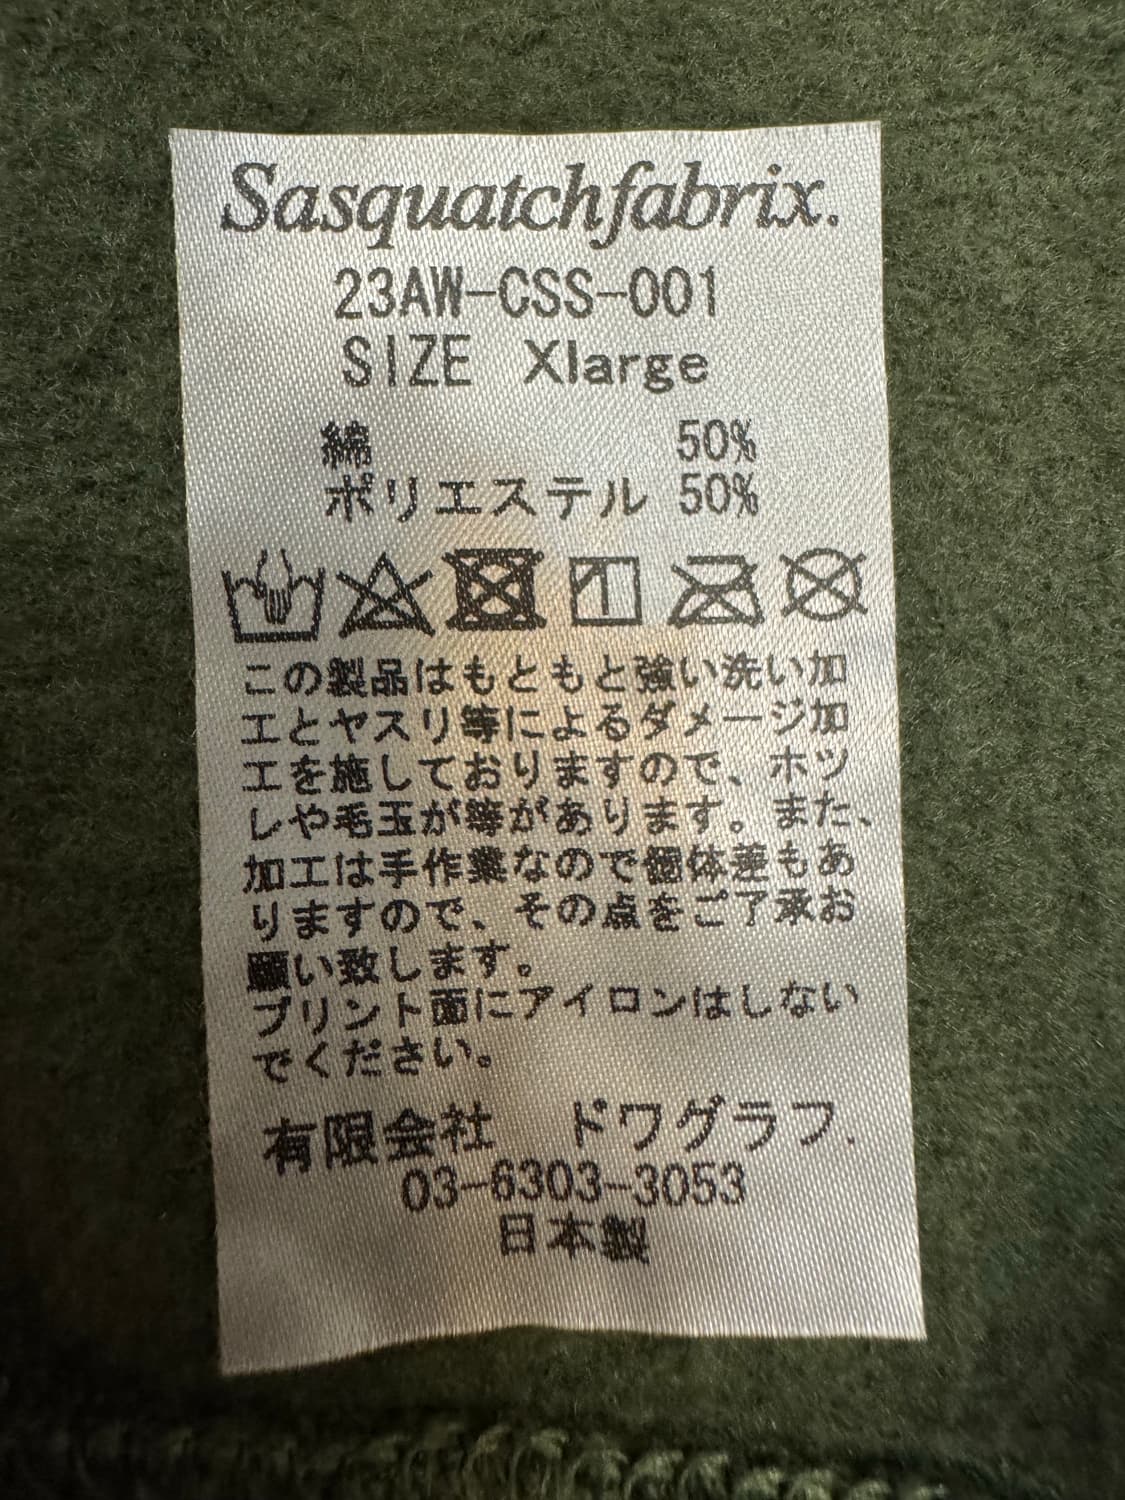 Sasquatchfabrix.
23AW-CSS-001
SIZE Xlarge
綿 50%
ポリエステル 50%
この製品はもともと強い洗い加
工とヤスリ等によるダメージ加
工を施しておりますので、ホツ
レや毛玉が等があります。また、
加工は手作業なので個体差もあ
りますので、その点をご了承お
願い致します。
プリント面にアイロンはしない
でください。
有限会社 ドワグラフ.
03-6303-3053
日本製